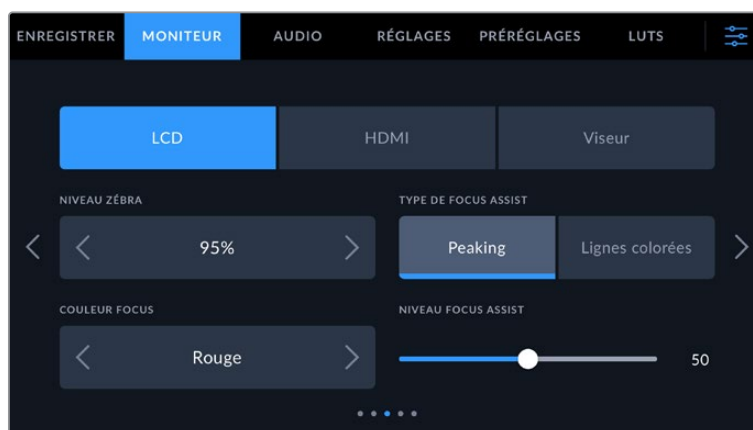 ENREGISTRER MONITEUR AUDIO RÉGLAGES PRÉRÉGLAGES LUTS
LCD HDMI Viseur
NIVEAU ZÉBRA TYPE DE FOCUS ASSIST
95% Peaking Lignes colorées
COULEUR FOCUS NIVEAU FOCUS ASSIST
Rouge 50